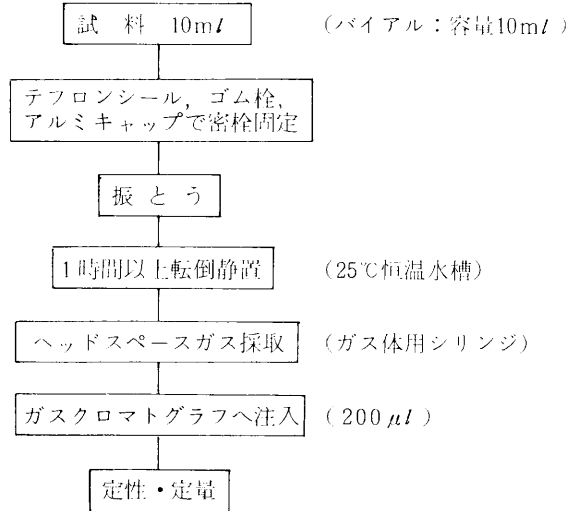 試料 10ml (バイアル：容量10ml)
テフロンシール，ゴム栓，
アルミキャップで密栓固定
振とう
1時間以上転倒静置 (25℃恒温水槽)
ヘッドスペースガス採取 (ガス体用シリンジ)
ガスクロマトグラフへ注入 (200μl)
定性・定量